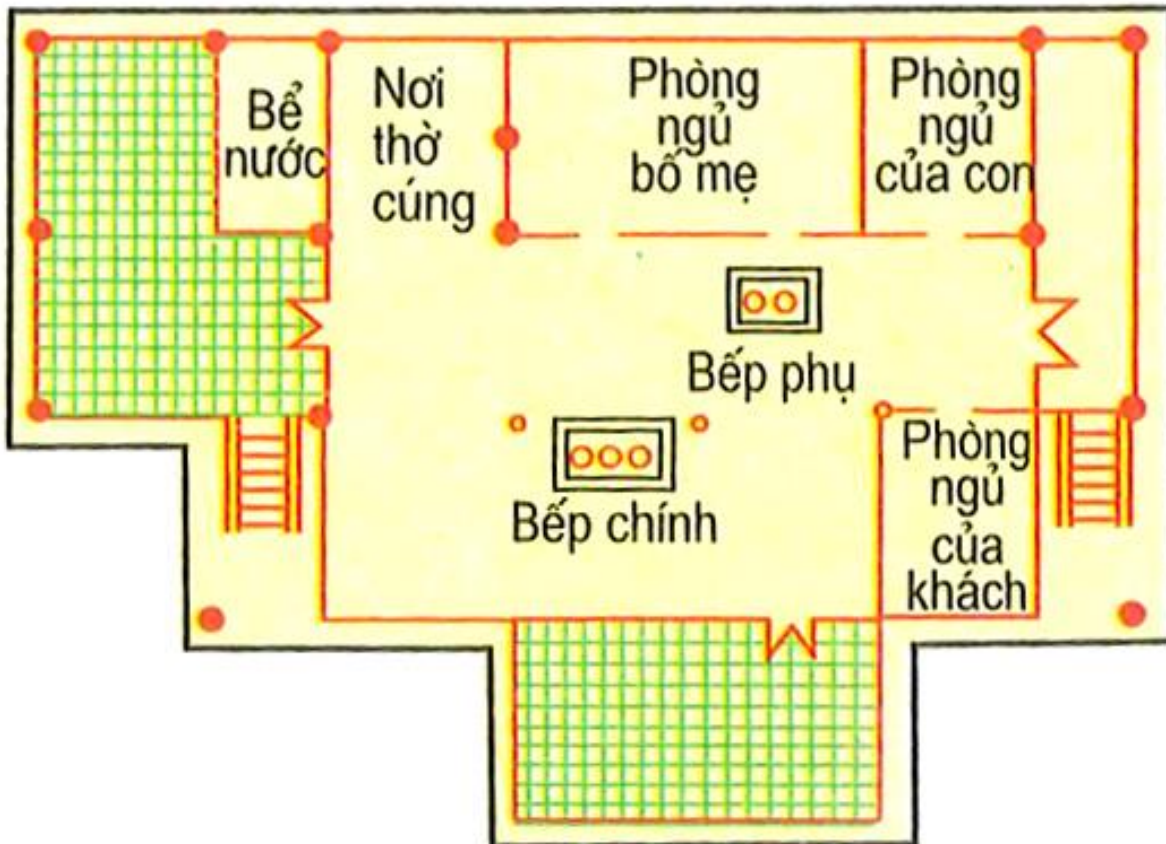 Bể
nước
Nơi
thờ
cúng
Phòng
ngủ
bố mẹ
Phòng
ngủ
của con
Bếp phụ
Bếp chính
Phòng
ngủ
của
khách